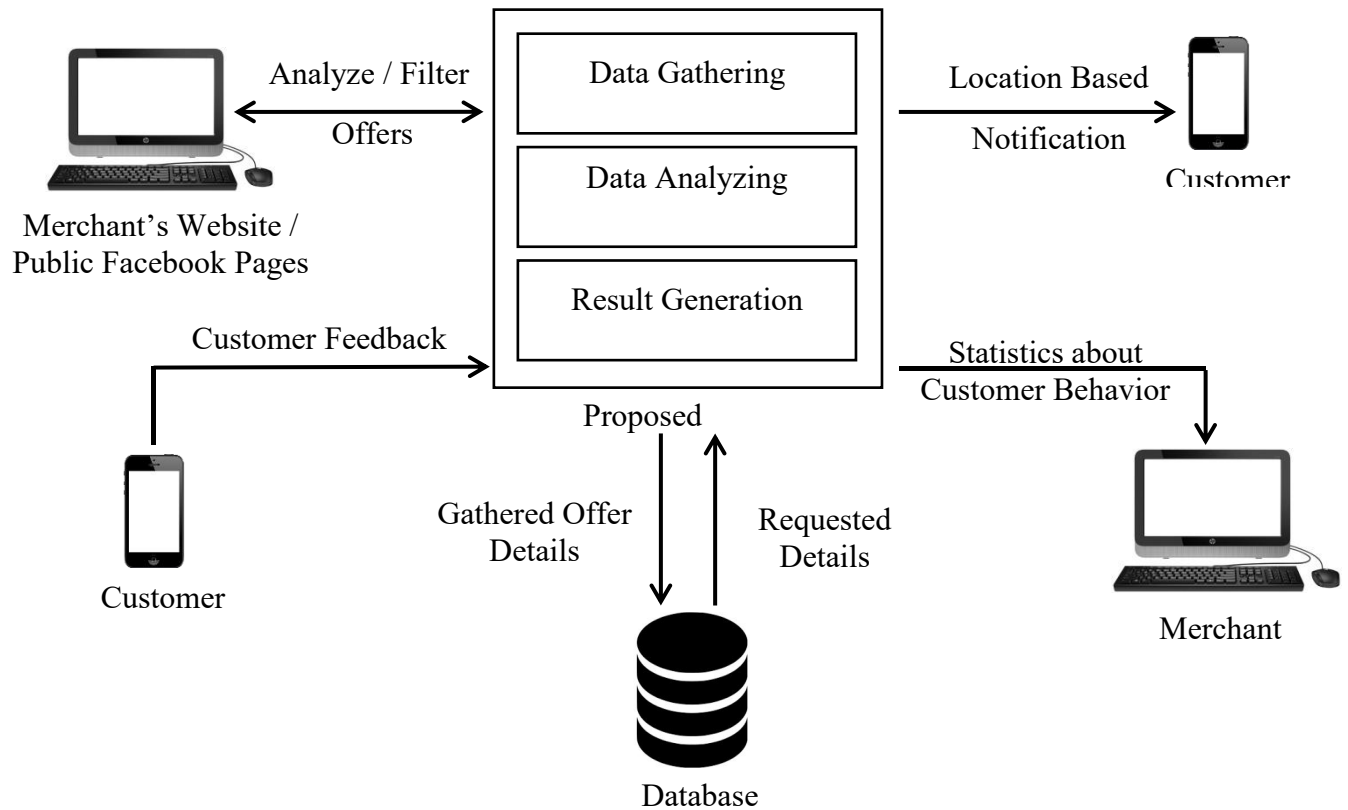 Analyze / Filter
Offers
Merchant's Website /
Public Facebook Pages
Data Gathering
Data Analyzing
Result Generation
Proposed
Location Based
Notification
Customer
Customer Feedback
Customer
Statistics about
Customer Behavior
Merchant
Gathered Offer
Details
Requested
Details
Database